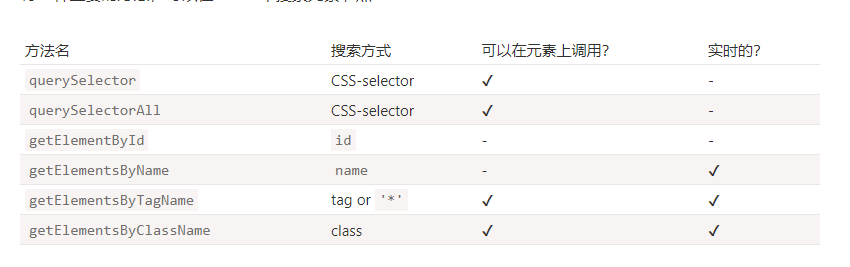 方法名 搜索方式 可以在元素上调用? 实时的?
querySelector CSS-selector ✓ -
querySelectorAll CSS-selector ✓ -
getElementById id - -
getElementsByName name - ✓
getElementsByTagName tag or '*' ✓ ✓
getElementsByClassName class ✓ ✓